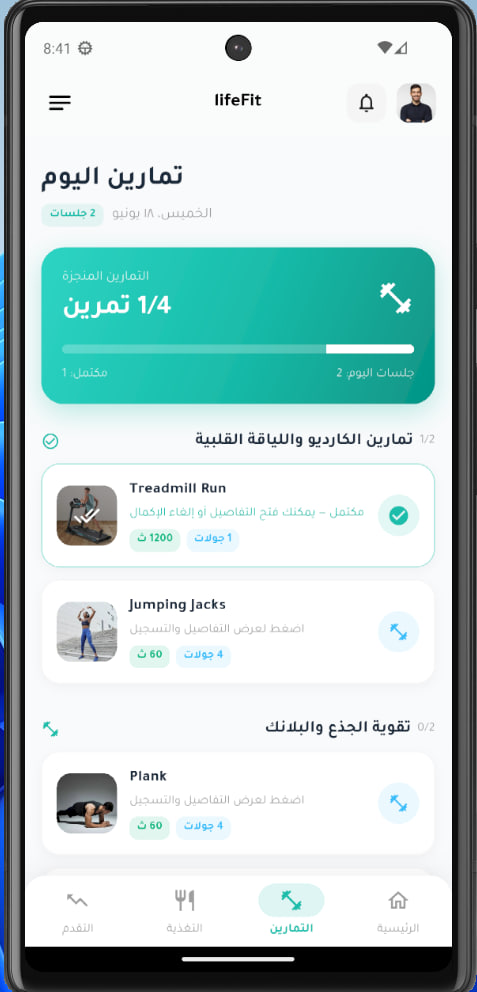 8:41
lifeFit
تمارين اليوم
الخميس، ١٨ يونيو
2 جلسات
التمارين المنجزة
1/4 تمرين
جلسات اليوم: 2
مكتمل: 1
تمارين الكارديو واللياقة القلبية
1/2
Treadmill Run
مكتمل — يمكنك فتح التفاصيل أو إلغاء الإكمال
1 جولات
1200 ث
Jumping Jacks
اضغط لعرض التفاصيل والتسجيل
4 جولات
60 ث
تقوية الجذع والبلانك
0/2
Plank
اضغط لعرض التفاصيل والتسجيل
4 جولات
60 ث
الرئيسية
التمارين
التغذية
التقدم